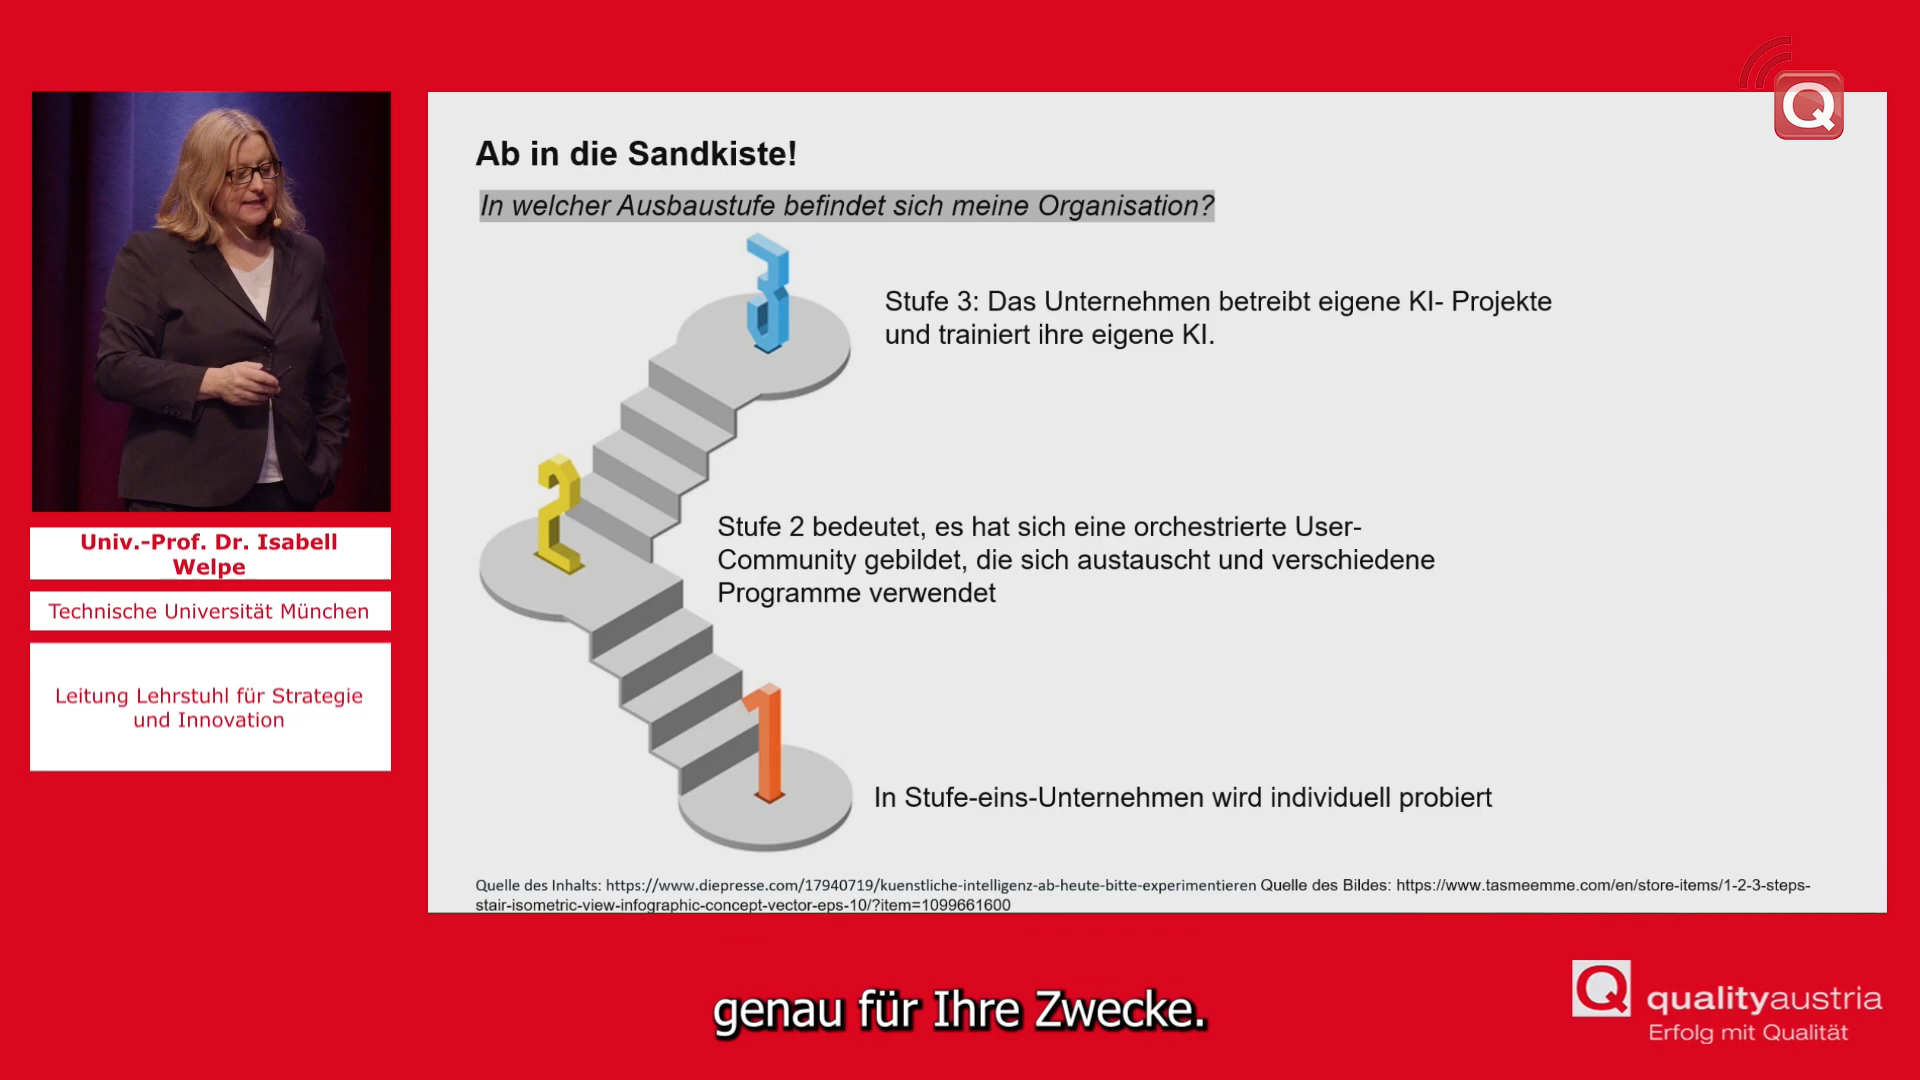 Q
Ab in die Sandkiste!
In welcher Ausbaustufe befindet sich meine Organisation?
3
Stufe 3: Das Unternehmen betreibt eigene KI- Projekte
und trainiert ihre eigene KI.
2
Stufe 2 bedeutet, es hat sich eine orchestrierte User-
Community gebildet, die sich austauscht und verschiedene
Programme verwendet
1
In Stufe-eins-Unternehmen wird individuell probiert
Quelle des Inhalts: https://www.diepresse.com/17940719/kuenstliche-intelligenz-ab-heute-bitte-experimentieren Quelle des Bildes: https://www.tasmeemme.com/en/store-items/1-2-3-steps-
stair-isometric-view-infographic-concept-vector-eps-10/?item=1099661600
Univ.-Prof. Dr. Isabell
Welpe
Technische Universität München
Leitung Lehrstuhl für Strategie
und Innovation
genau für Ihre Zwecke.
Q qualityaustria
Erfolg mit Qualität